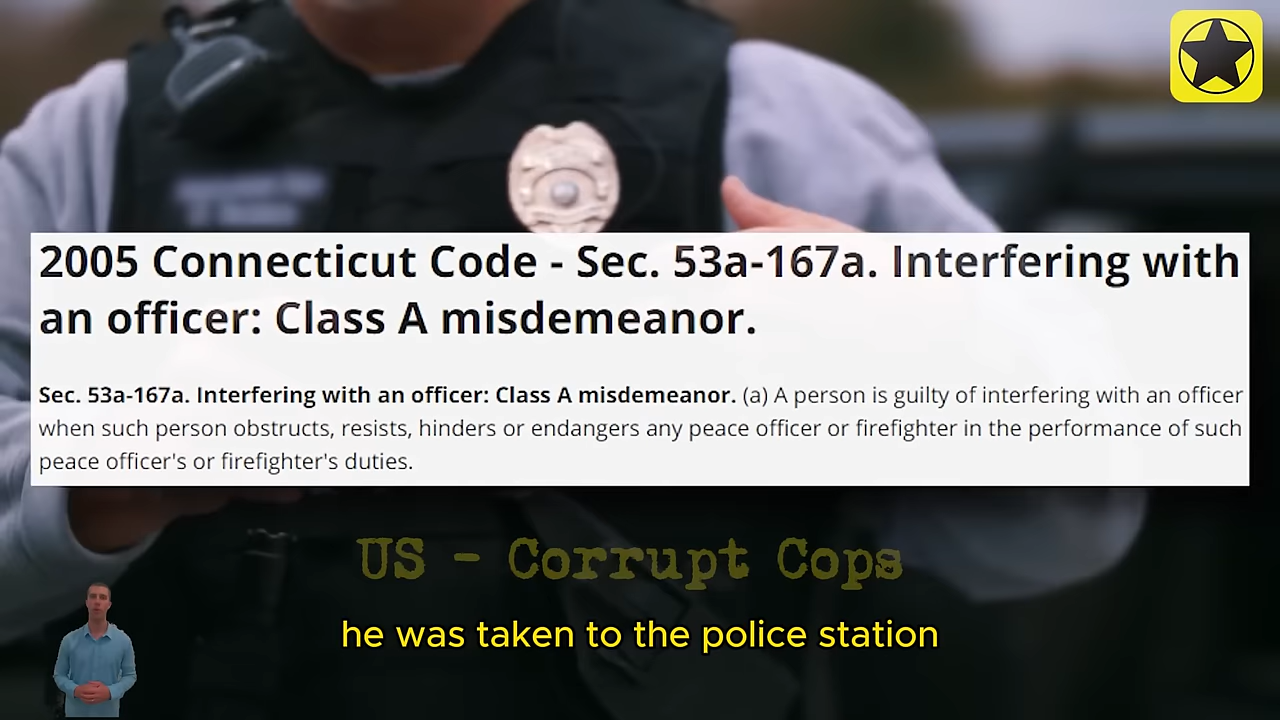 2005 Connecticut Code - Sec. 53a-167a. Interfering with
an officer: Class A misdemeanor.
Sec. 53a-167a. Interfering with an officer: Class A misdemeanor. (a) A person is guilty of interfering with an officer
when such person obstructs, resists, hinders or endangers any peace officer or firefighter in the performance of such
peace officer's or firefighter's duties.
US - Corrupt Cops
he was taken to the police station